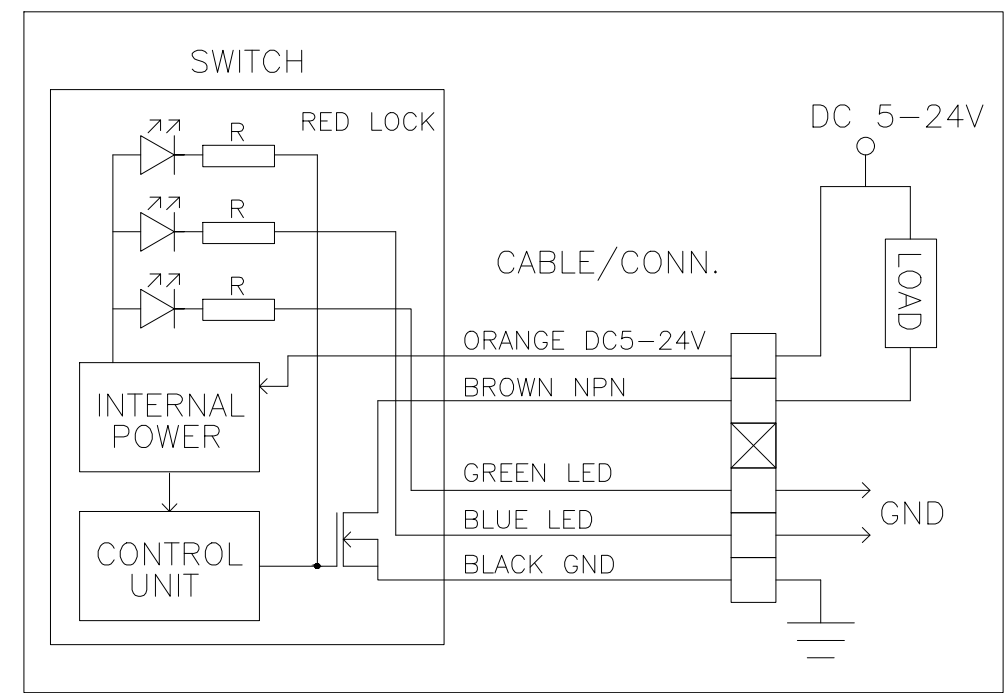 SWITCH
RED LOCK
R
R
R
INTERNAL
POWER
CONTROL
UNIT
CABLE/CONN.
ORANGE DC5-24V
BROWN NPN
GREEN LED
BLUE LED
BLACK GND
DC 5-24V
LOAD
GND